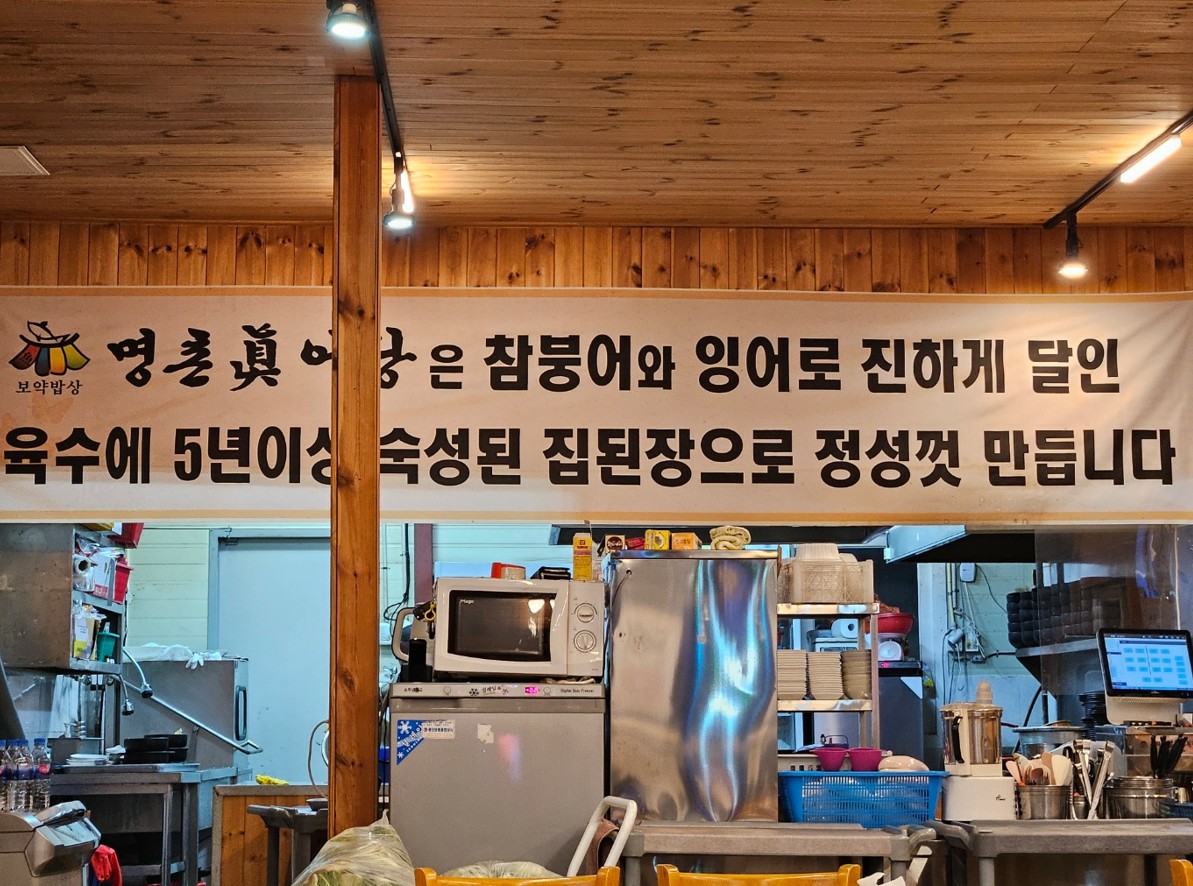 보약밥상
명촌眞 은 참붕어와 잉어로 진하게 달인
육수에 5년이상 숙성된 집된장으로 정성껏 만듭니다